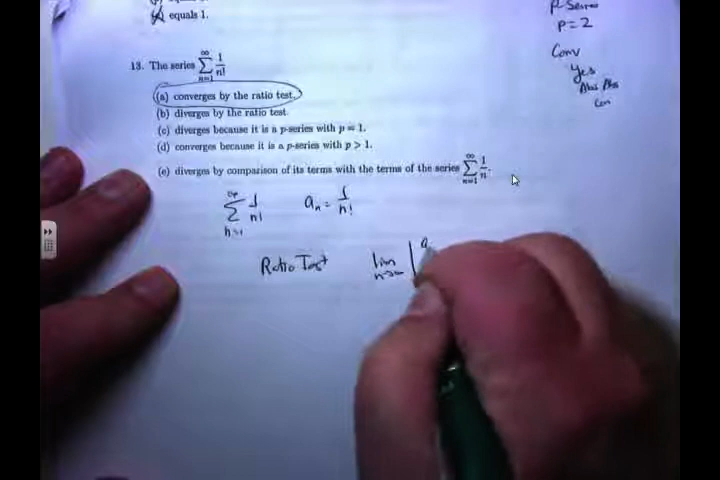 equals 1.
P-Series
P=2
Conv
Yes
Abs
Con
13. The series ∞ Σ n=1 1/n!
(a) converges by the ratio test.
(b) diverges by the ratio test.
(c) diverges because it is a p-series with p = 1.
(d) converges because it is a p-series with p > 1.
(e) diverges by comparison of its terms with the terms of the series ∞ Σ n=1 1/n.
∞ Σ n=1 1/n! an = 1/n!
Ratio Test lim n→∞ | a